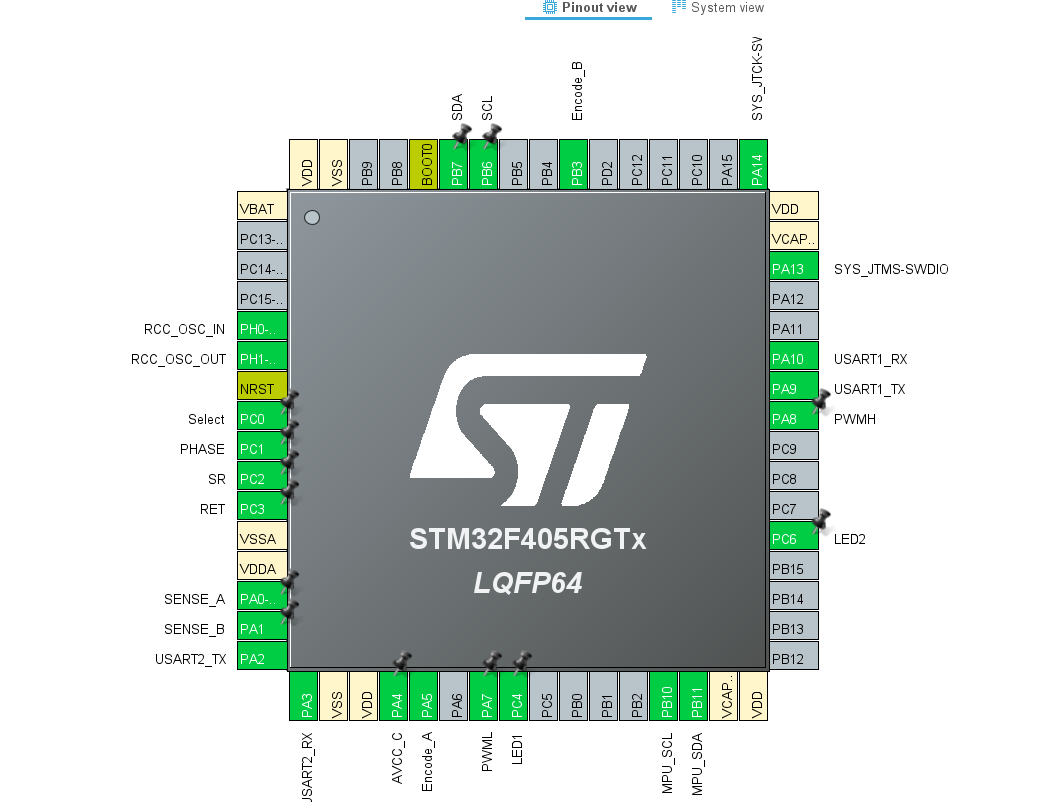 Pinout view
System view
SDA
SCL
Encode_B
SYS_JTCK-SV
VDD
VSS
PB9
PB8
BOOT0
PB7
PB6
PB5
PB4
PB3
PD2
PC12
PC11
PC10
PA15
PA14
VBAT
PC13-..
PC14-..
PC15-..
RCC_OSC_IN PH0-..
RCC_OSC_OUT PH1-..
NRST
Select PC0
PHASE PC1
SR PC2
RET PC3
VSSA
VDDA
SENSE_A PA0-..
SENSE_B PA1
USART2_TX PA2
STM32F405RGTx
LQFP64
VDD
VCAP..
PA13 SYS_JTMS-SWDIO
PA12
PA11
PA10 USART1_RX
PA9 USART1_TX
PA8 PWMH
PC9
PC8
PC7
PC6 LED2
PB15
PB14
PB13
PB12
PA3
VSS
VDD
PA4
PA5
PA6
PA7
PC4
PC5
PB0
PB1
PB2
PB10
PB11
VCAP..
VDD
USART2_RX
AVCC_C
Encode_A
PWML
LED1
MPU_SCL
MPU_SDA